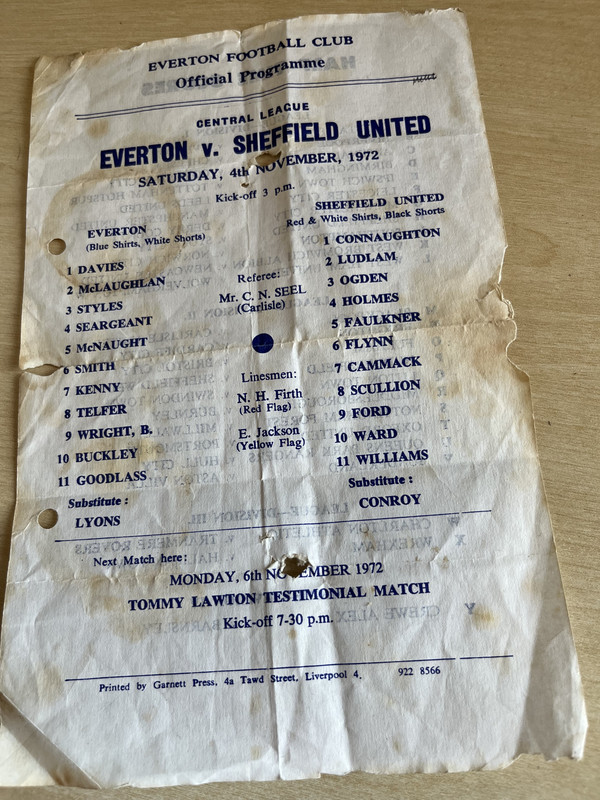 EVERTON FOOTBALL CLUB
Official Programme
CENTRAL LEAGUE
EVERTON v. SHEFFIELD UNITED
SATURDAY, 4th NOVEMBER, 1972
Kick-off 3 p.m.
EVERTON
(Blue Shirts, White Shorts)
1 DAVIES
2 McLAUGHLAN
3 STYLES
4 SEARGEANT
5 McNAUGHT
6 SMITH
7 KENNY
8 TELFER
9 WRIGHT, B.
10 BUCKLEY
11 GOODLASS
Substitute :
LYONS
Referee:
Mr. C. N. SEEL
(Carlisle)
Linesmen:
N. H. Firth
(Red Flag)
E. Jackson
(Yellow Flag)
SHEFFIELD UNITED
Red & White Shirts, Black Shorts
1 CONNAUGHTON
2 LUDLAM
3 OGDEN
4 HOLMES
5 FAULKNER
6 FLYNN
7 CAMMACK
8 SCULLION
9 FORD
10 WARD
11 WILLIAMS
Substitute :
CONROY
Next Match here:
MONDAY, 6th NOVEMBER 1972
TOMMY LAWTON TESTIMONIAL MATCH
Kick-off 7-30 p.m.
Printed by Garnett Press, 4a Tawd Street, Liverpool 4. 922 8566